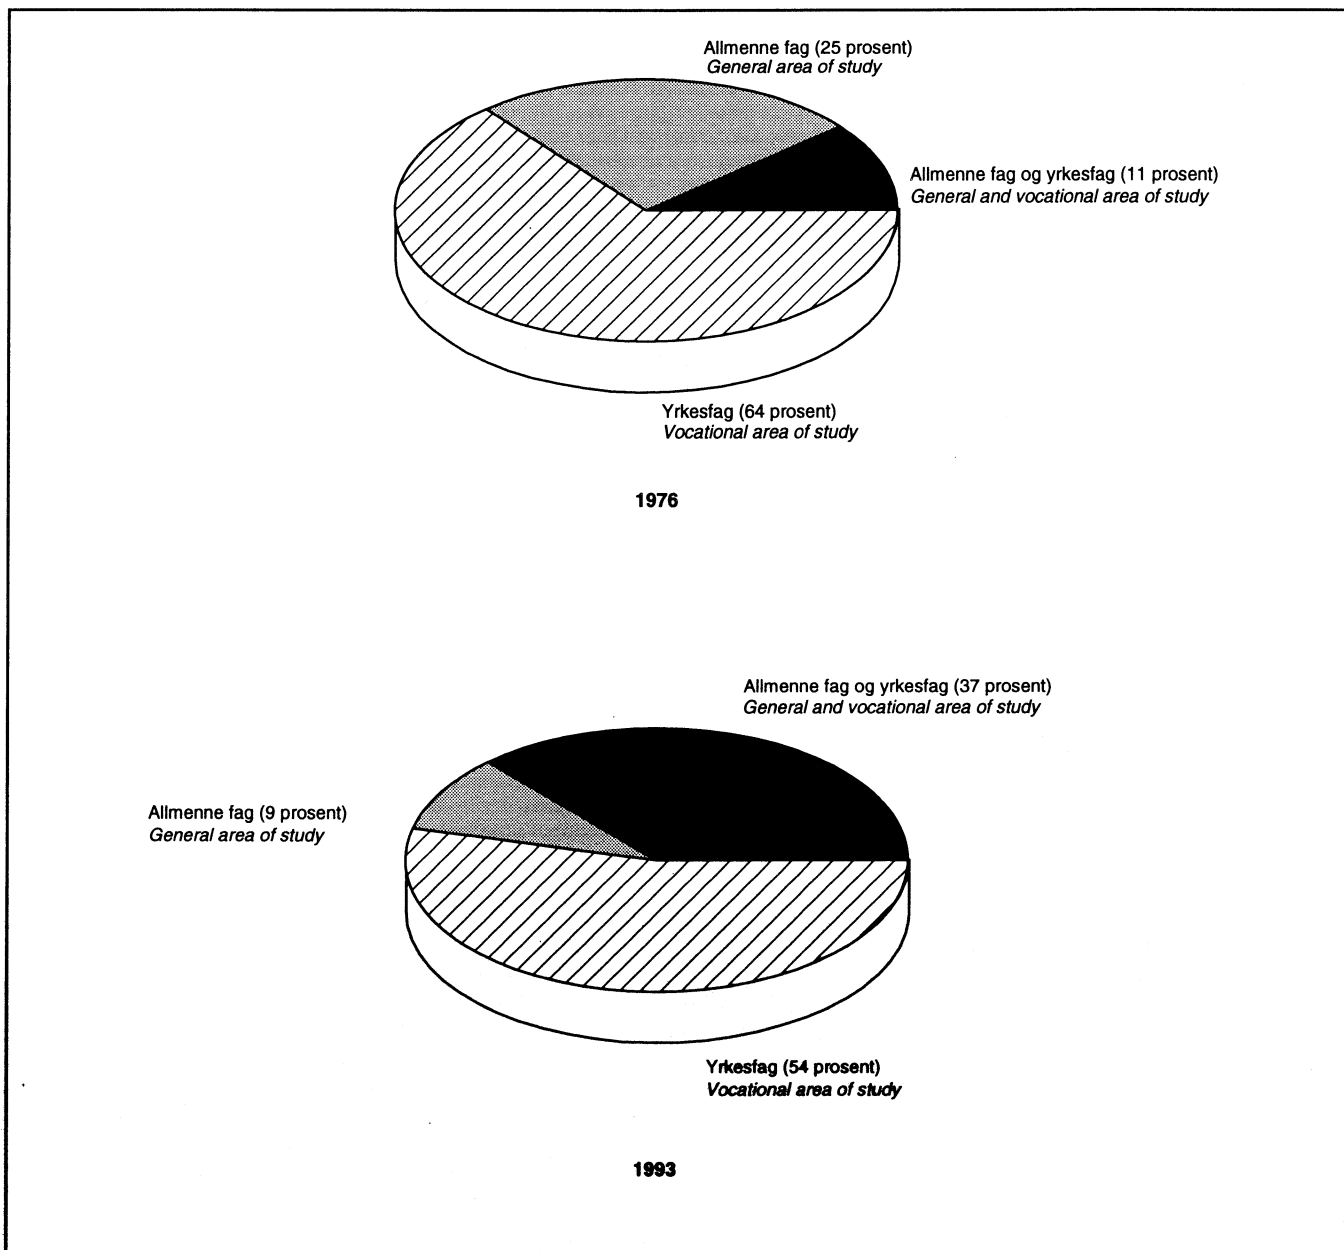 Allmenne fag (25 prosent)
General area of study
Allmenne fag og yrkesfag (11 prosent)
General and vocational area of study
Yrkesfag (64 prosent)
Vocational area of study
1976
Allmenne fag og yrkesfag (37 prosent)
General and vocational area of study
Allmenne fag (9 prosent)
General area of study
Yrkesfag (54 prosent)
Vocational area of study
1993